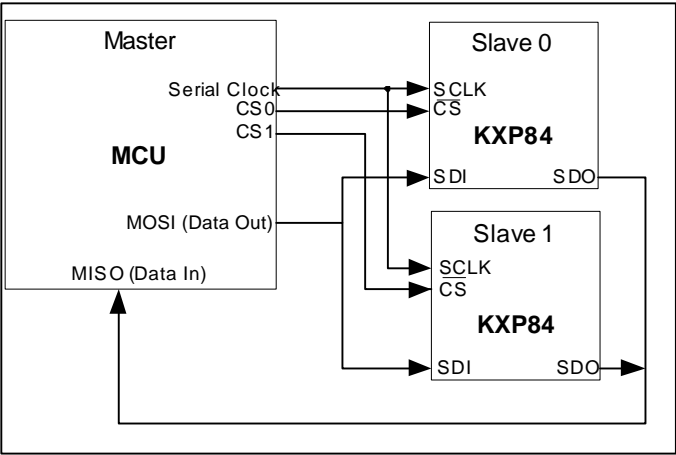 Master
Serial Clock
CS0
CS1
MCU
MOSI (Data Out)
MISO (Data In)
Slave 0
SCLK
CS
KXP84
SDI SDO
Slave 1
SCLK
CS
KXP84
SDI SDO